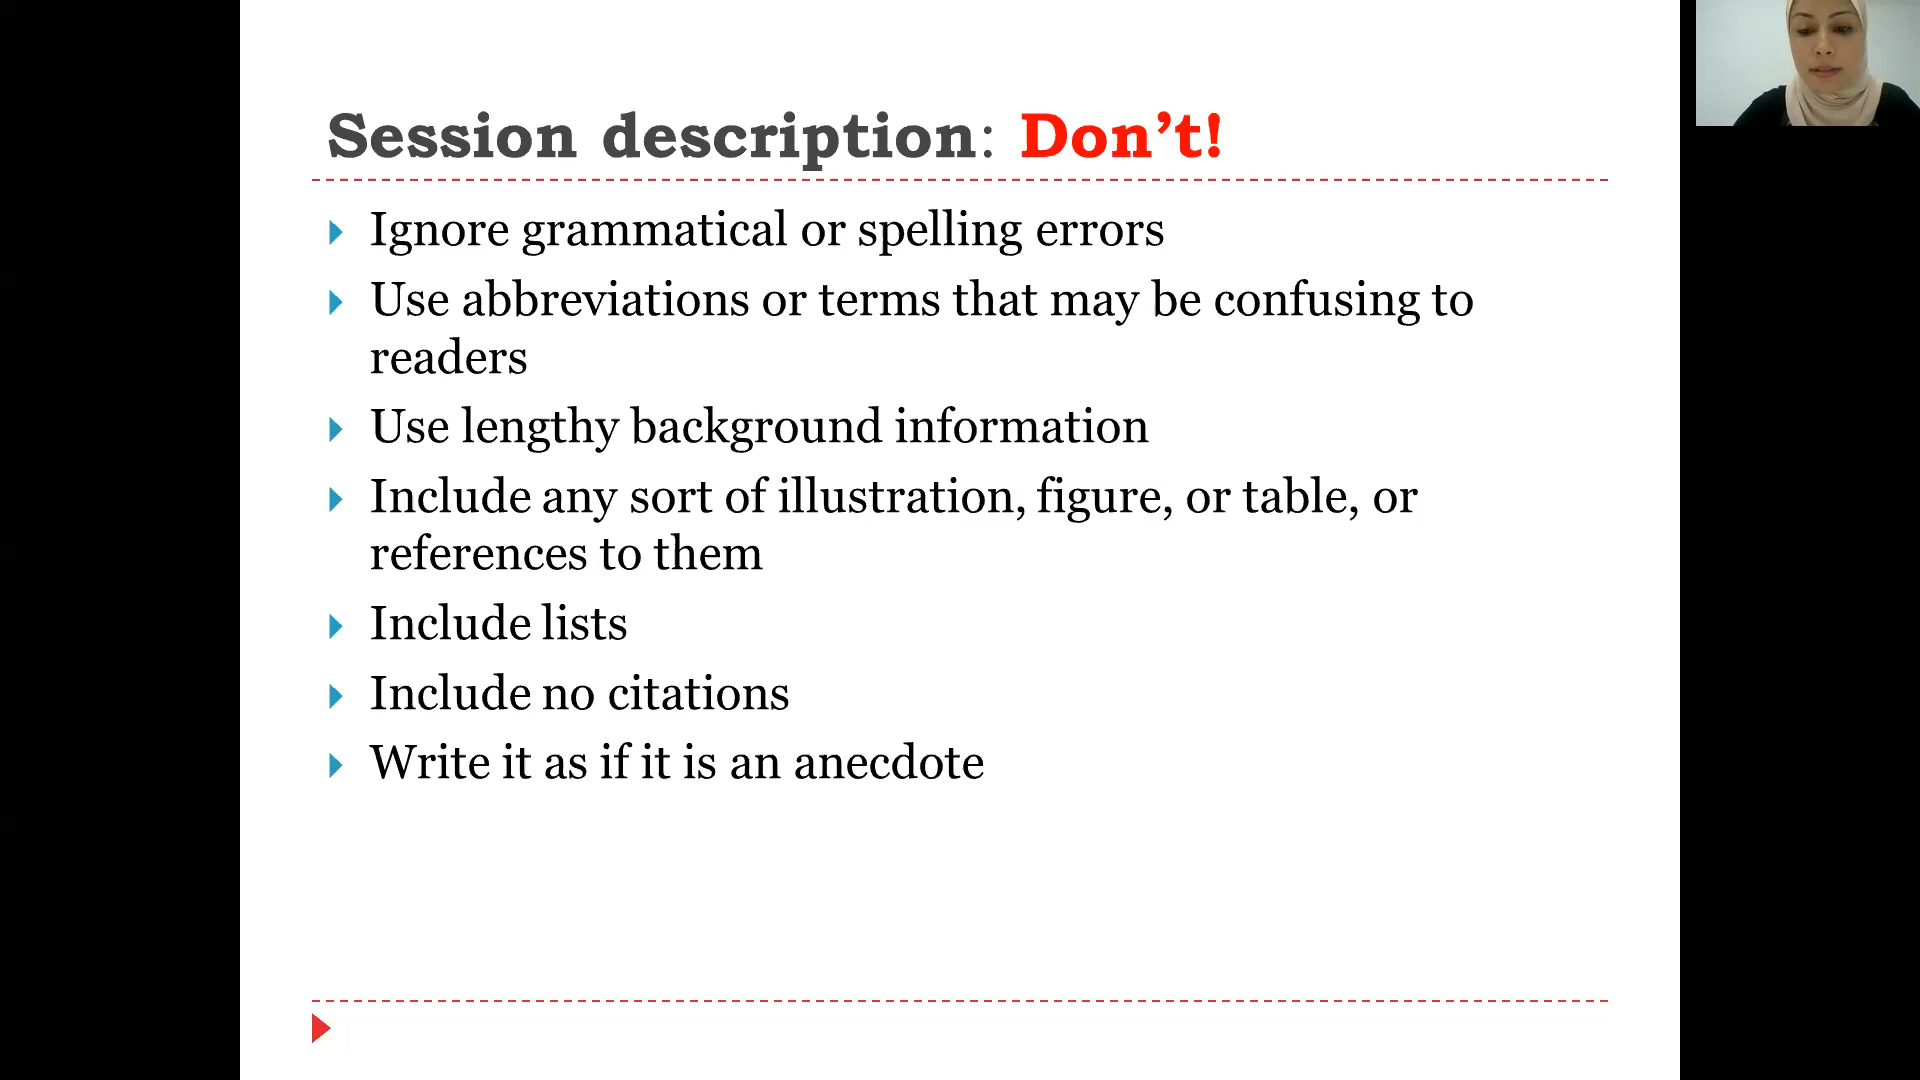 Session description: Don’t!
Ignore grammatical or spelling errors
Use abbreviations or terms that may be confusing to
readers
Use lengthy background information
Include any sort of illustration, figure, or table, or
references to them
Include lists
Include no citations
Write it as if it is an anecdote